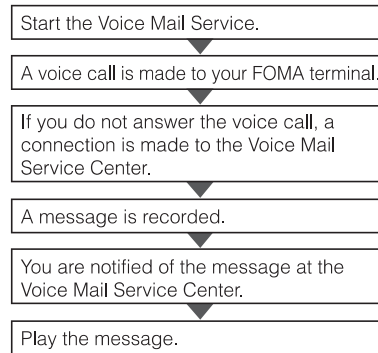 Start the Voice Mail Service.
A voice call is made to your FOMA terminal.
If you do not answer the voice call, a
connection is made to the Voice Mail
Service Center.
A message is recorded.
You are notified of the message at the
Voice Mail Service Center.
Play the message.